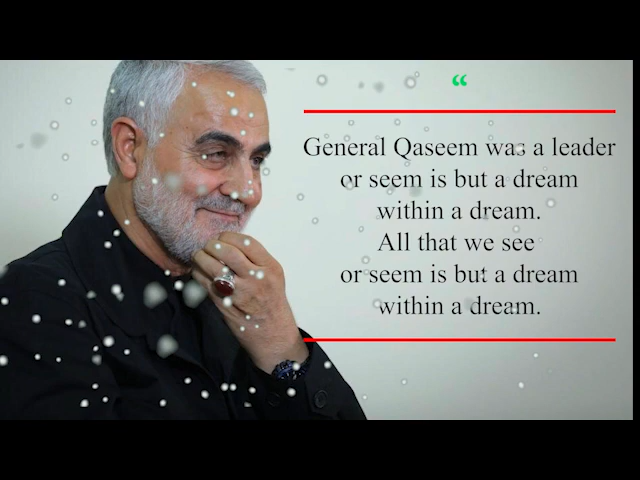 “
General Qaseem was a leader
or seem is but a dream
within a dream.
All that we see
or seem is but a dream
within a dream.